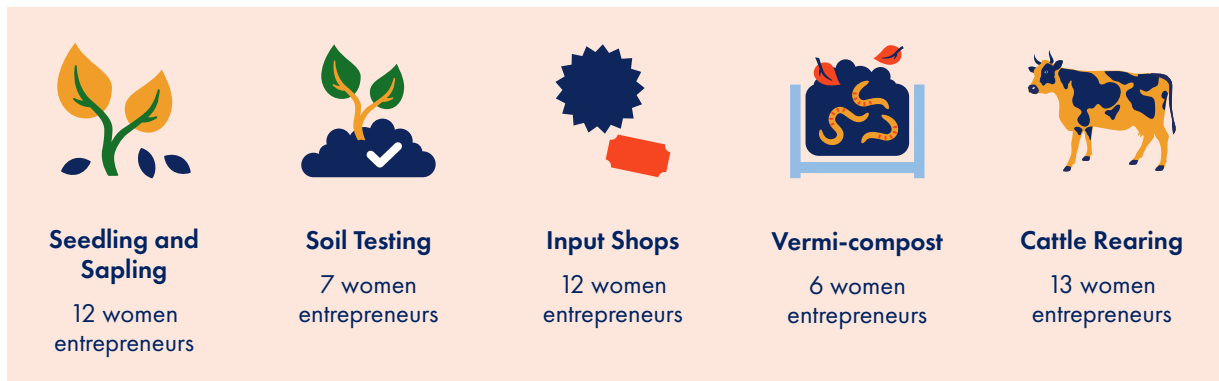 Seedling and
Sapling
12 women
entrepreneurs
Soil Testing
7 women
entrepreneurs
Input Shops
12 women
entrepreneurs
Vermi-compost
6 women
entrepreneurs
Cattle Rearing
13 women
entrepreneurs